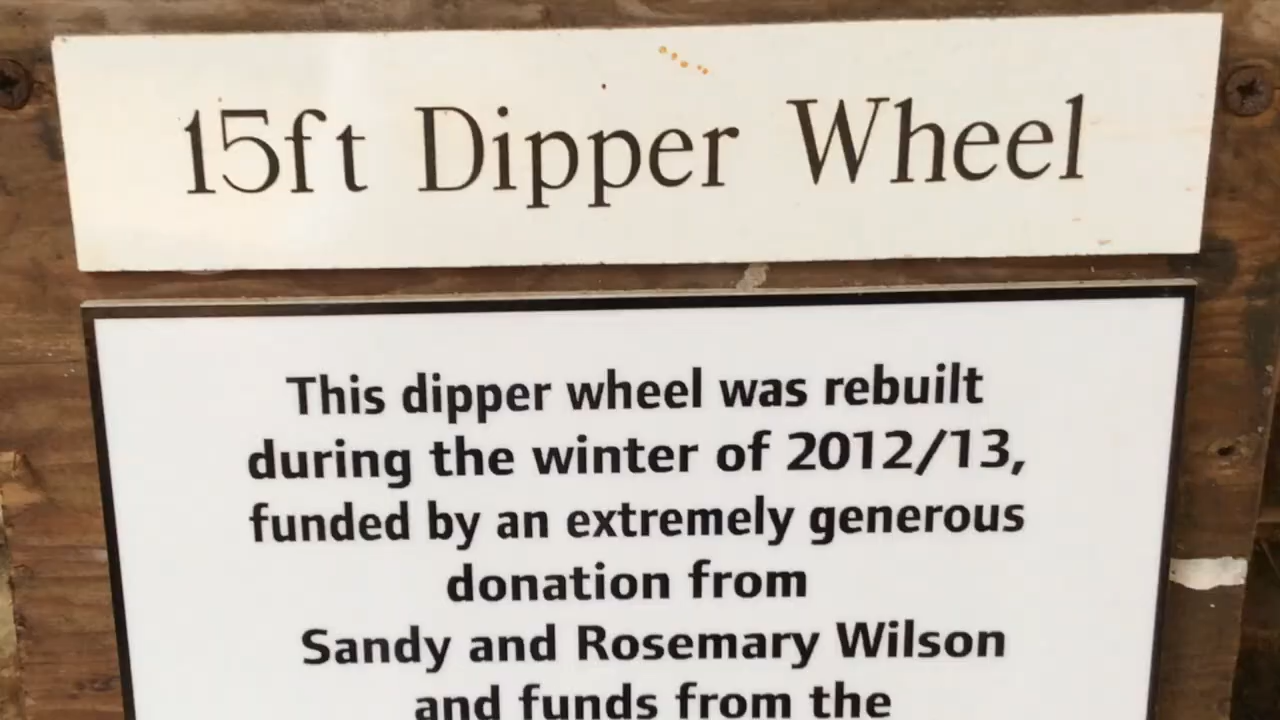 15ft Dipper Wheel
This dipper wheel was rebuilt
during the winter of 2012/13,
funded by an extremely generous
donation from
Sandy and Rosemary Wilson
and funds from the